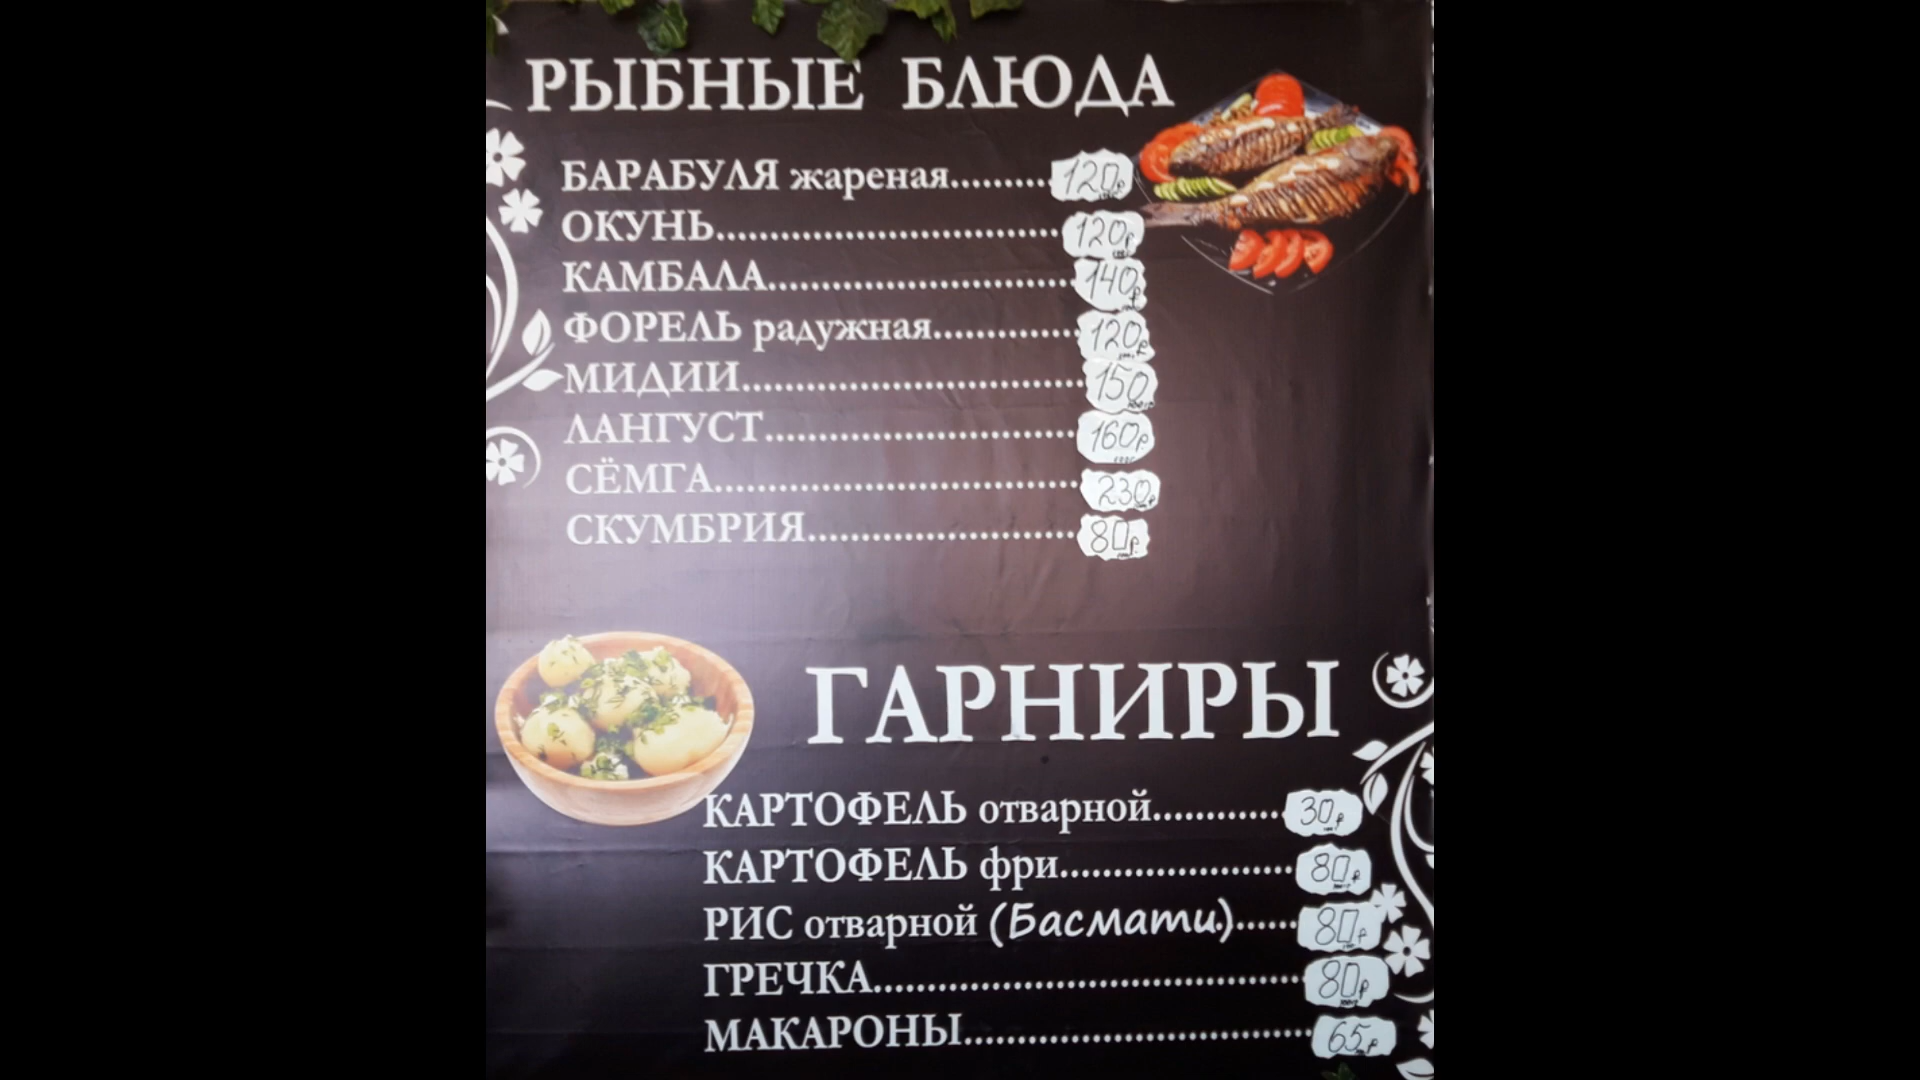 РЫБНЫЕ БЛЮДА
БАРАБУЛЯ жареная..........120р
ОКУНЬ..................................120р
КАМБАЛА..............................140р
ФОРЕЛЬ радужная..............120р
МИДИИ..................................150
ЛАНГУСТ..............................160р.
СЁМГА..................................230р
СКУМБРИЯ..........................80р.
ГАРНИРЫ
КАРТОФЕЛЬ отварной............30р
КАРТОФЕЛЬ фри......................80р
РИС отварной (Басмати.)......80р
ГРЕЧКА........................................80р
МАКАРОНЫ................................65р